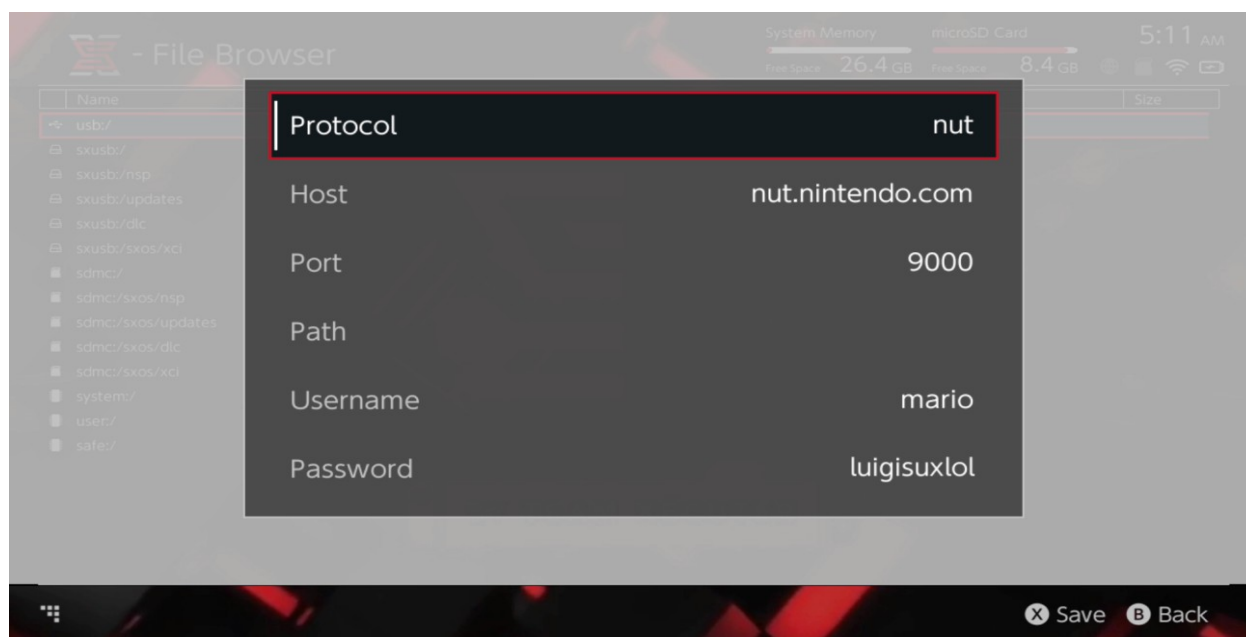 - File Browser
System Memory
Free Space 26.4 GB
microSD Card
Free Space 8.4 GB
5:11 AM
Name
Size
usb:/
sxusb:/
sxusb:/nsp
sxusb:/updates
sxusb:/dlc
sxusb:/sxos/xci
sdmc:/
sdmc:/sxos/nsp
sdmc:/sxos/updates
sdmc:/sxos/dlc
sdmc:/sxos/xci
system:/
user:/
safe:/
Protocol nut
Host nut.nintendo.com
Port 9000
Path
Username mario
Password luigisuxlol
X Save B Back